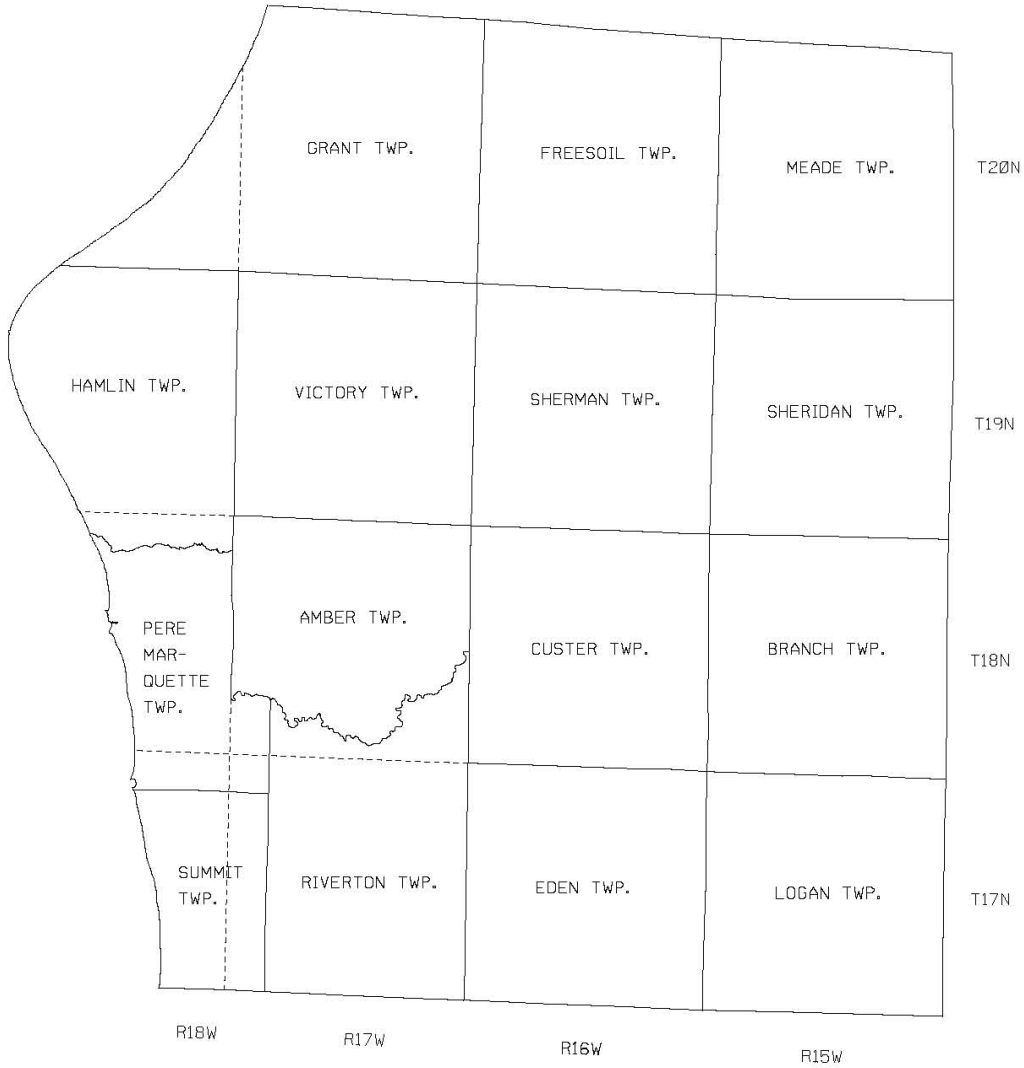 GRANT TWP.
FREESOIL TWP.
MEADE TWP.
T20N
HAMLIN TWP.
VICTORY TWP.
SHERMAN TWP.
SHERIDAN TWP.
T19N
PERE
MAR-
QUETTE
TWP.
AMBER TWP.
CUSTER TWP.
BRANCH TWP.
T18N
SUMMIT
TWP.
RIVERTON TWP.
EDEN TWP.
LOGAN TWP.
T17N
R18W
R17W
R16W
R15W